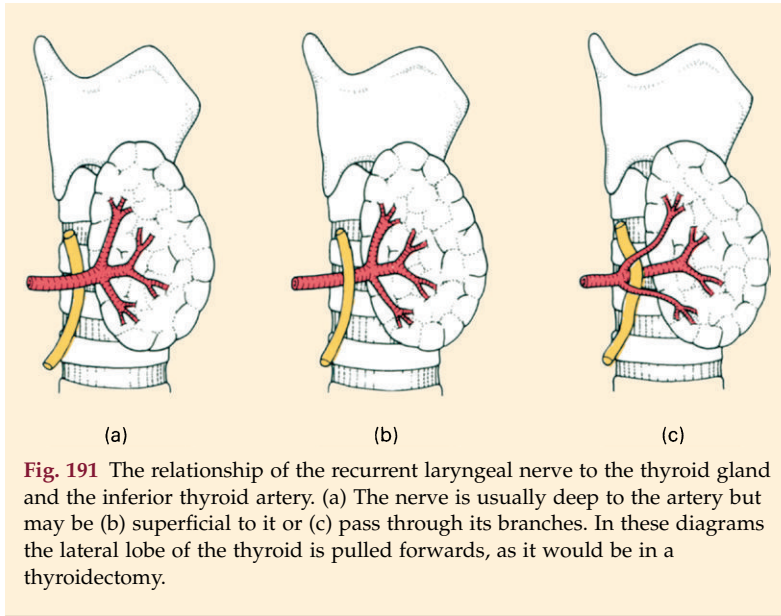 (a) (b) (c)
Fig. 191 The relationship of the recurrent laryngeal nerve to the thyroid gland
and the inferior thyroid artery. (a) The nerve is usually deep to the artery but
may be (b) superficial to it or (c) pass through its branches. In these diagrams
the lateral lobe of the thyroid is pulled forwards, as it would be in a
thyroidectomy.